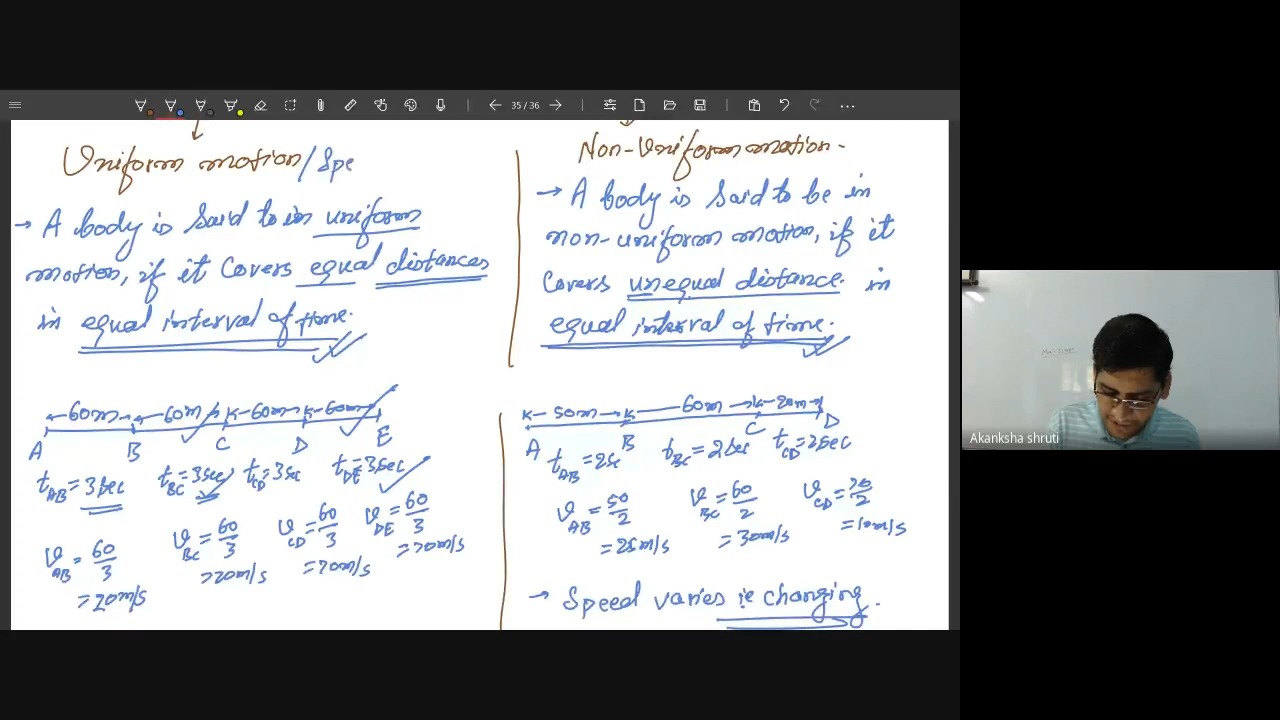 35 / 36
Uniform motion/Spe
→ A body is said to in uniform
motion, if it covers equal distances
in equal interval of time.
60m 60m 60m 60m
A B C D E
tAB = 3sec tBC = 3sec tCD = 3sec tDE = 3sec
vAB = 60/3 = 20m/s
vBC = 60/3 = 20m/s
vCD = 60/3 = 20m/s
vDE = 60/3 = 20m/s
Non-Uniform motion-
→ A body is said to be in
non-uniform motion, if it
covers unequal distance in
equal interval of time.
50m 60m 20m
A B C D
tAB = 2se tBC = 2sec tCD = 2sec
vAB = 50/2 = 25m/s
vBC = 60/2 = 30m/s
vCD = 20/2 = 10m/s
→ Speed varies ie changing.
Akanksha shruti